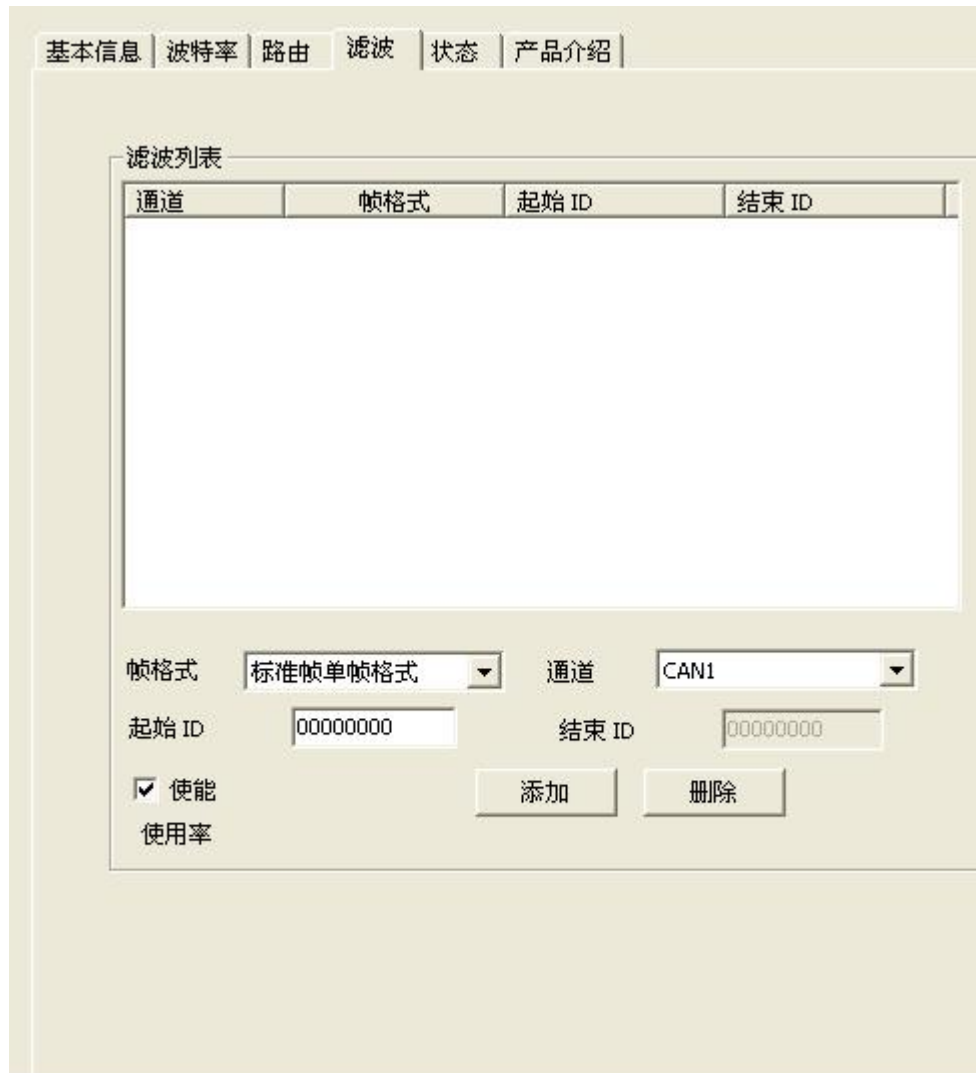 基本信息 波特率 路由 滤波 状态 产品介绍
滤波列表
通道 帧格式 起始 ID 结束 ID
帧格式 标准帧单帧格式 通道 CAN1
起始 ID 00000000 结束 ID 00000000
使能 添加 删除
使用率